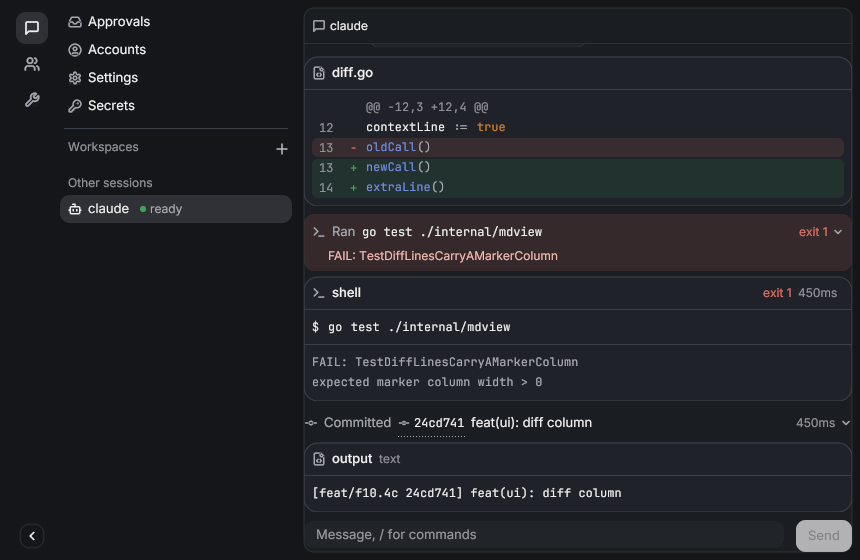 Approvals
Accounts
Settings
Secrets
Workspaces
Other sessions
claude ready
claude
diff.go
@@ -12,3 +12,4 @@
12 contextLine := true
13 - oldCall()
13 + newCall()
14 + extraLine()
Ran go test ./internal/mdview exit 1
FAIL: TestDiffLinesCarryAMarkerColumn
shell exit 1 450ms
$ go test ./internal/mdview
FAIL: TestDiffLinesCarryAMarkerColumn
expected marker column width > 0
Committed 24cd741 feat(ui): diff column 450ms
output text
[feat/f10.4c 24cd741] feat(ui): diff column
Message, / for commands
Send